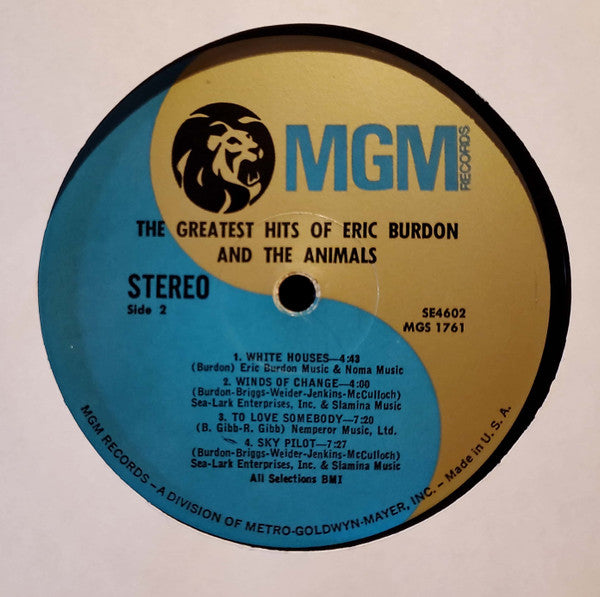 MGM
RECORDS
THE GREATEST HITS OF ERIC BURDON
AND THE ANIMALS
STEREO
Side 2
SE4602
MGS 1761
1. WHITE HOUSES—4:43
(Burdon) Eric Burdon Music & Noma Music
2. WINDS OF CHANGE—4:00
(Burdon-Briggs-Weider-Jenkins-McCulloch)
Sea-Lark Enterprises, Inc. & Slamina Music
3. TO LOVE SOMEBODY—7:20
(B. Gibb-R. Gibb) Nemperor Music, Ltd.
4. SKY PILOT—7:27
(Burdon-Briggs-Weider-Jenkins-McCulloch)
Sea-Lark Enterprises, Inc. & Slamina Music
All Selections BMI
MGM RECORDS — A DIVISION OF METRO-GOLDWYN-MAYER, INC. — Made in U. S. A.